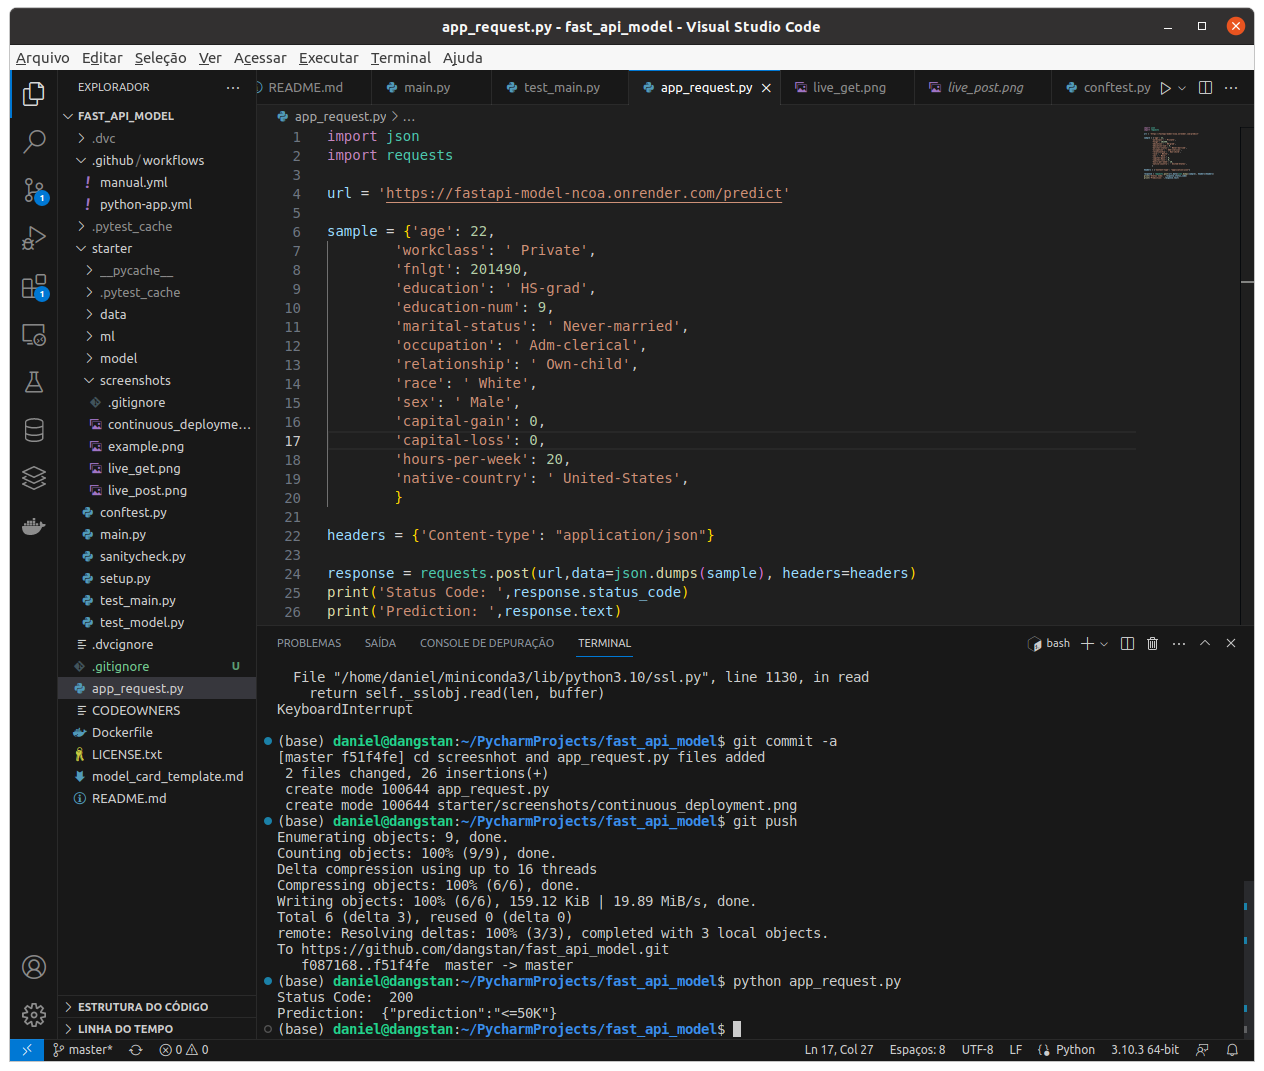 app_request.py - fast_api_model - Visual Studio Code
Arquivo Editar Seleção Ver Acessar Executar Terminal Ajuda
EXPLORADOR
FAST_API_MODEL
.dvc
.github/workflows
! manual.yml
! python-app.yml
.pytest_cache
starter
__pycache__
.pytest_cache
data
ml
model
screenshots
.gitignore
continuous_deployme...
example.png
live_get.png
live_post.png
conftest.py
main.py
sanitycheck.py
setup.py
test_main.py
test_model.py
.dvcignore
.gitignore U
app_request.py
CODEOWNERS
Dockerfile
LICENSE.txt
model_card_template.md
README.md
ESTRUTURA DO CÓDIGO
LINHA DO TEMPO
1
1
README.md main.py test_main.py app_request.py live_get.png live_post.png conftest.py
app_request.py > ...
1 import json
2 import requests
3
4 url = 'https://fastapi-model-ncoa.onrender.com/predict'
5
6 sample = {'age': 22,
7 'workclass': ' Private',
8 'fnlgt': 201490,
9 'education': ' HS-grad',
10 'education-num': 9,
11 'marital-status': ' Never-married',
12 'occupation': ' Adm-clerical',
13 'relationship': ' Own-child',
14 'race': ' White',
15 'sex': ' Male',
16 'capital-gain': 0,
17 'capital-loss': 0,
18 'hours-per-week': 20,
19 'native-country': ' United-States',
20 }
21
22 headers = {'Content-type': "application/json"}
23
24 response = requests.post(url,data=json.dumps(sample), headers=headers)
25 print('Status Code: ',response.status_code)
26 print('Prediction: ',response.text)
PROBLEMAS SAÍDA CONSOLE DE DEPURAÇÃO TERMINAL bash
File "/home/daniel/miniconda3/lib/python3.10/ssl.py", line 1130, in read
return self._sslobj.read(len, buffer)
KeyboardInterrupt
(base) daniel@dangstan:~/PycharmProjects/fast_api_model$ git commit -a
[master f51f4fe] cd screesnhot and app_request.py files added
2 files changed, 26 insertions(+)
create mode 100644 app_request.py
create mode 100644 starter/screenshots/continuous_deployment.png
(base) daniel@dangstan:~/PycharmProjects/fast_api_model$ git push
Enumerating objects: 9, done.
Counting objects: 100% (9/9), done.
Delta compression using up to 16 threads
Compressing objects: 100% (6/6), done.
Writing objects: 100% (6/6), 159.12 KiB | 19.89 MiB/s, done.
Total 6 (delta 3), reused 0 (delta 0)
remote: Resolving deltas: 100% (3/3), completed with 3 local objects.
To https://github.com/dangstan/fast_api_model.git
f087168..f51f4fe master -> master
(base) daniel@dangstan:~/PycharmProjects/fast_api_model$ python app_request.py
Status Code: 200
Prediction: {"prediction":"<=50K"}
(base) daniel@dangstan:~/PycharmProjects/fast_api_model$
master* 0 0 Ln 17, Col 27 Espaços: 8 UTF-8 LF Python 3.10.3 64-bit